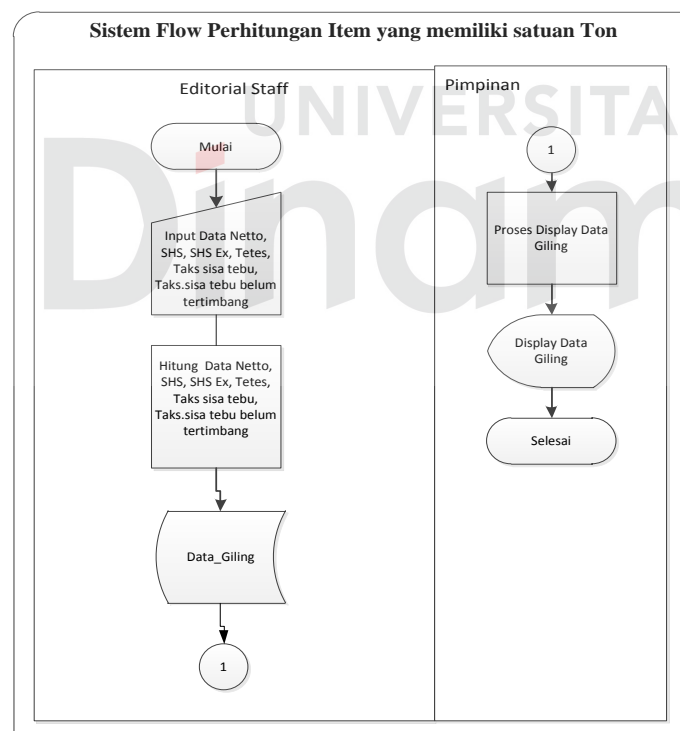 Sistem Flow Perhitungan Item yang memiliki satuan Ton
Editorial Staff
Mulai
Input Data Netto,
SHS, SHS Ex, Tetes,
Taks sisa tebu,
Taks.sisa tebu belum
tertimbang
Hitung Data Netto,
SHS, SHS Ex, Tetes,
Taks sisa tebu,
Taks.sisa tebu belum
tertimbang
Data_Giling
1
Pimpinan
1
Proses Display Data
Giling
Display Data
Giling
Selesai
UNIVERSITA
Dinam